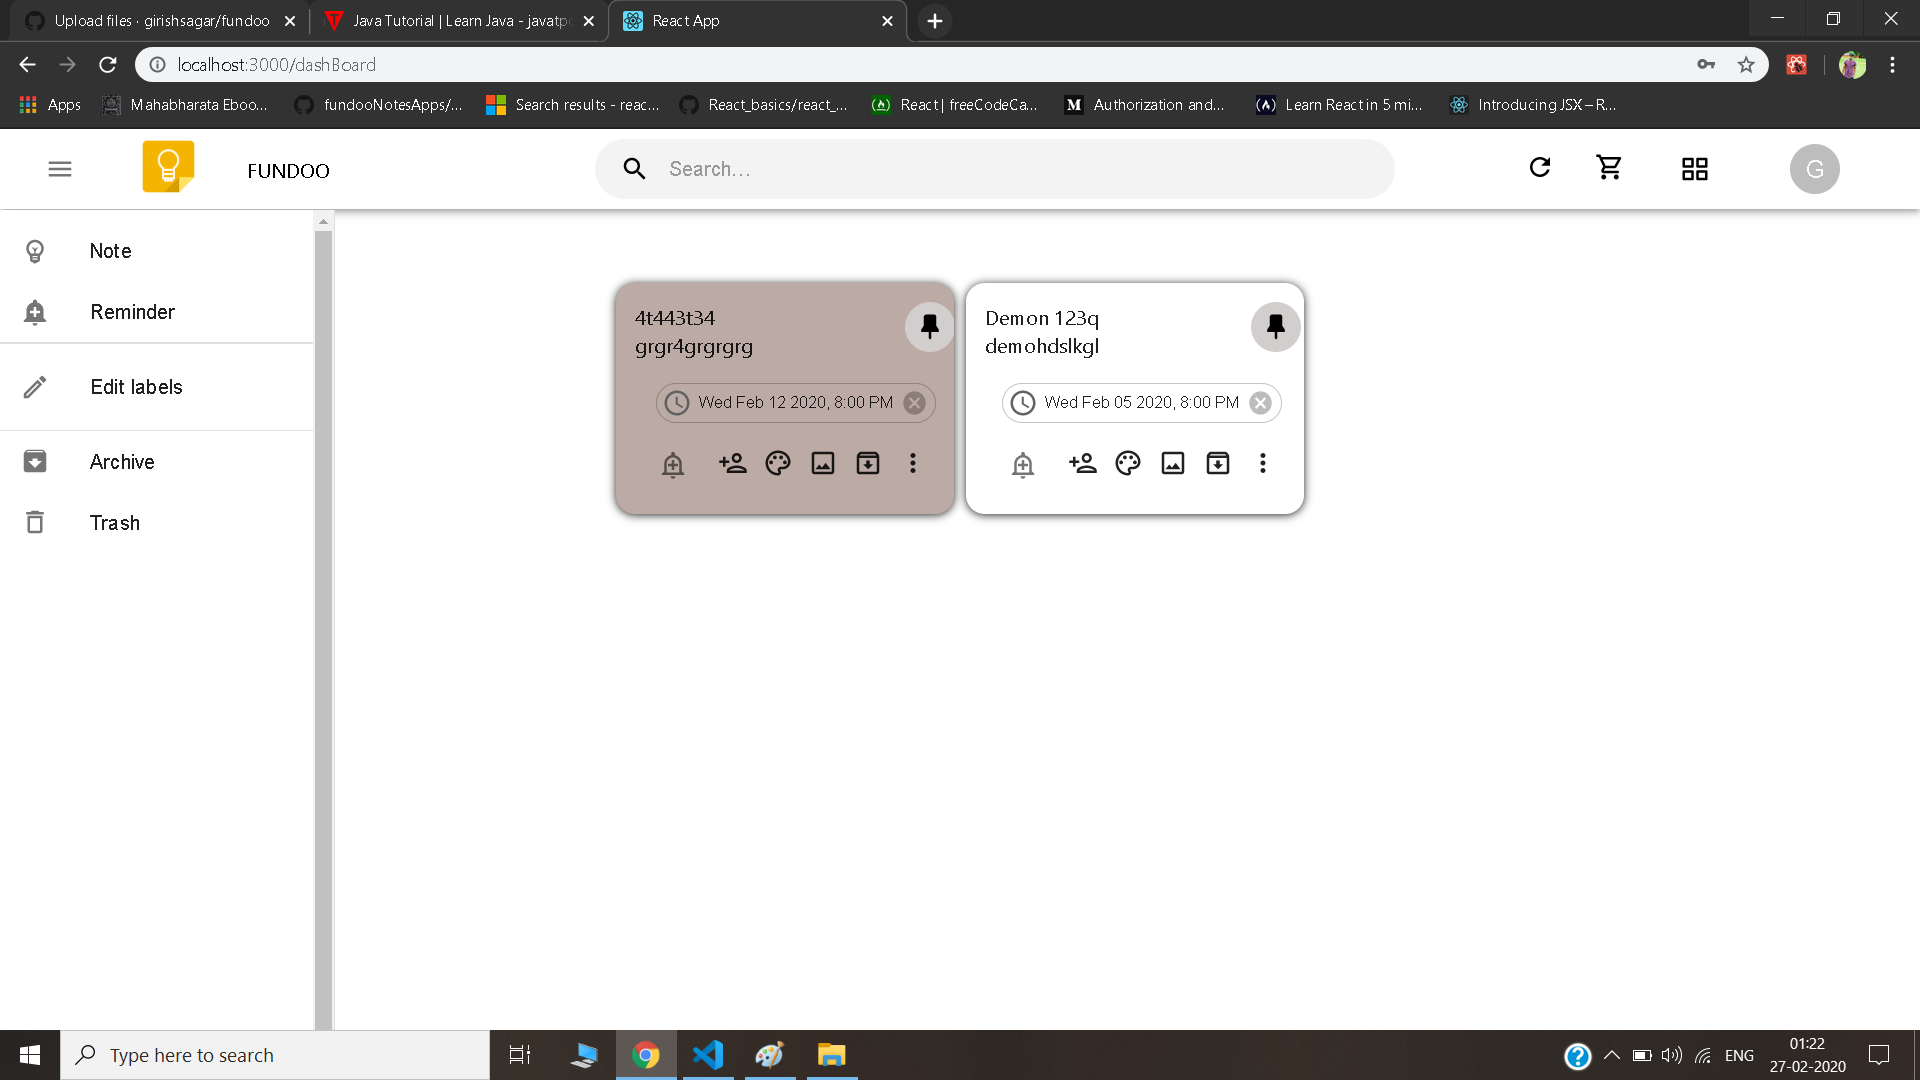 Upload files · girishsagar/fundoo
Java Tutorial | Learn Java - javatpo
React App
localhost:3000/dashBoard
Apps
Mahabharata Eboo...
fundooNotesApps/...
Search results - reac...
React_basics/react_...
React | freeCodeCa...
Authorization and...
Learn React in 5 mi...
Introducing JSX – R...
FUNDOO
Search...
G
Note
Reminder
Edit labels
Archive
Trash
4t443t34
grgr4grgrgrg
Wed Feb 12 2020, 8:00 PM
Demon 123q
demohdslkgl
Wed Feb 05 2020, 8:00 PM
Type here to search
ENG
01:22
27-02-2020